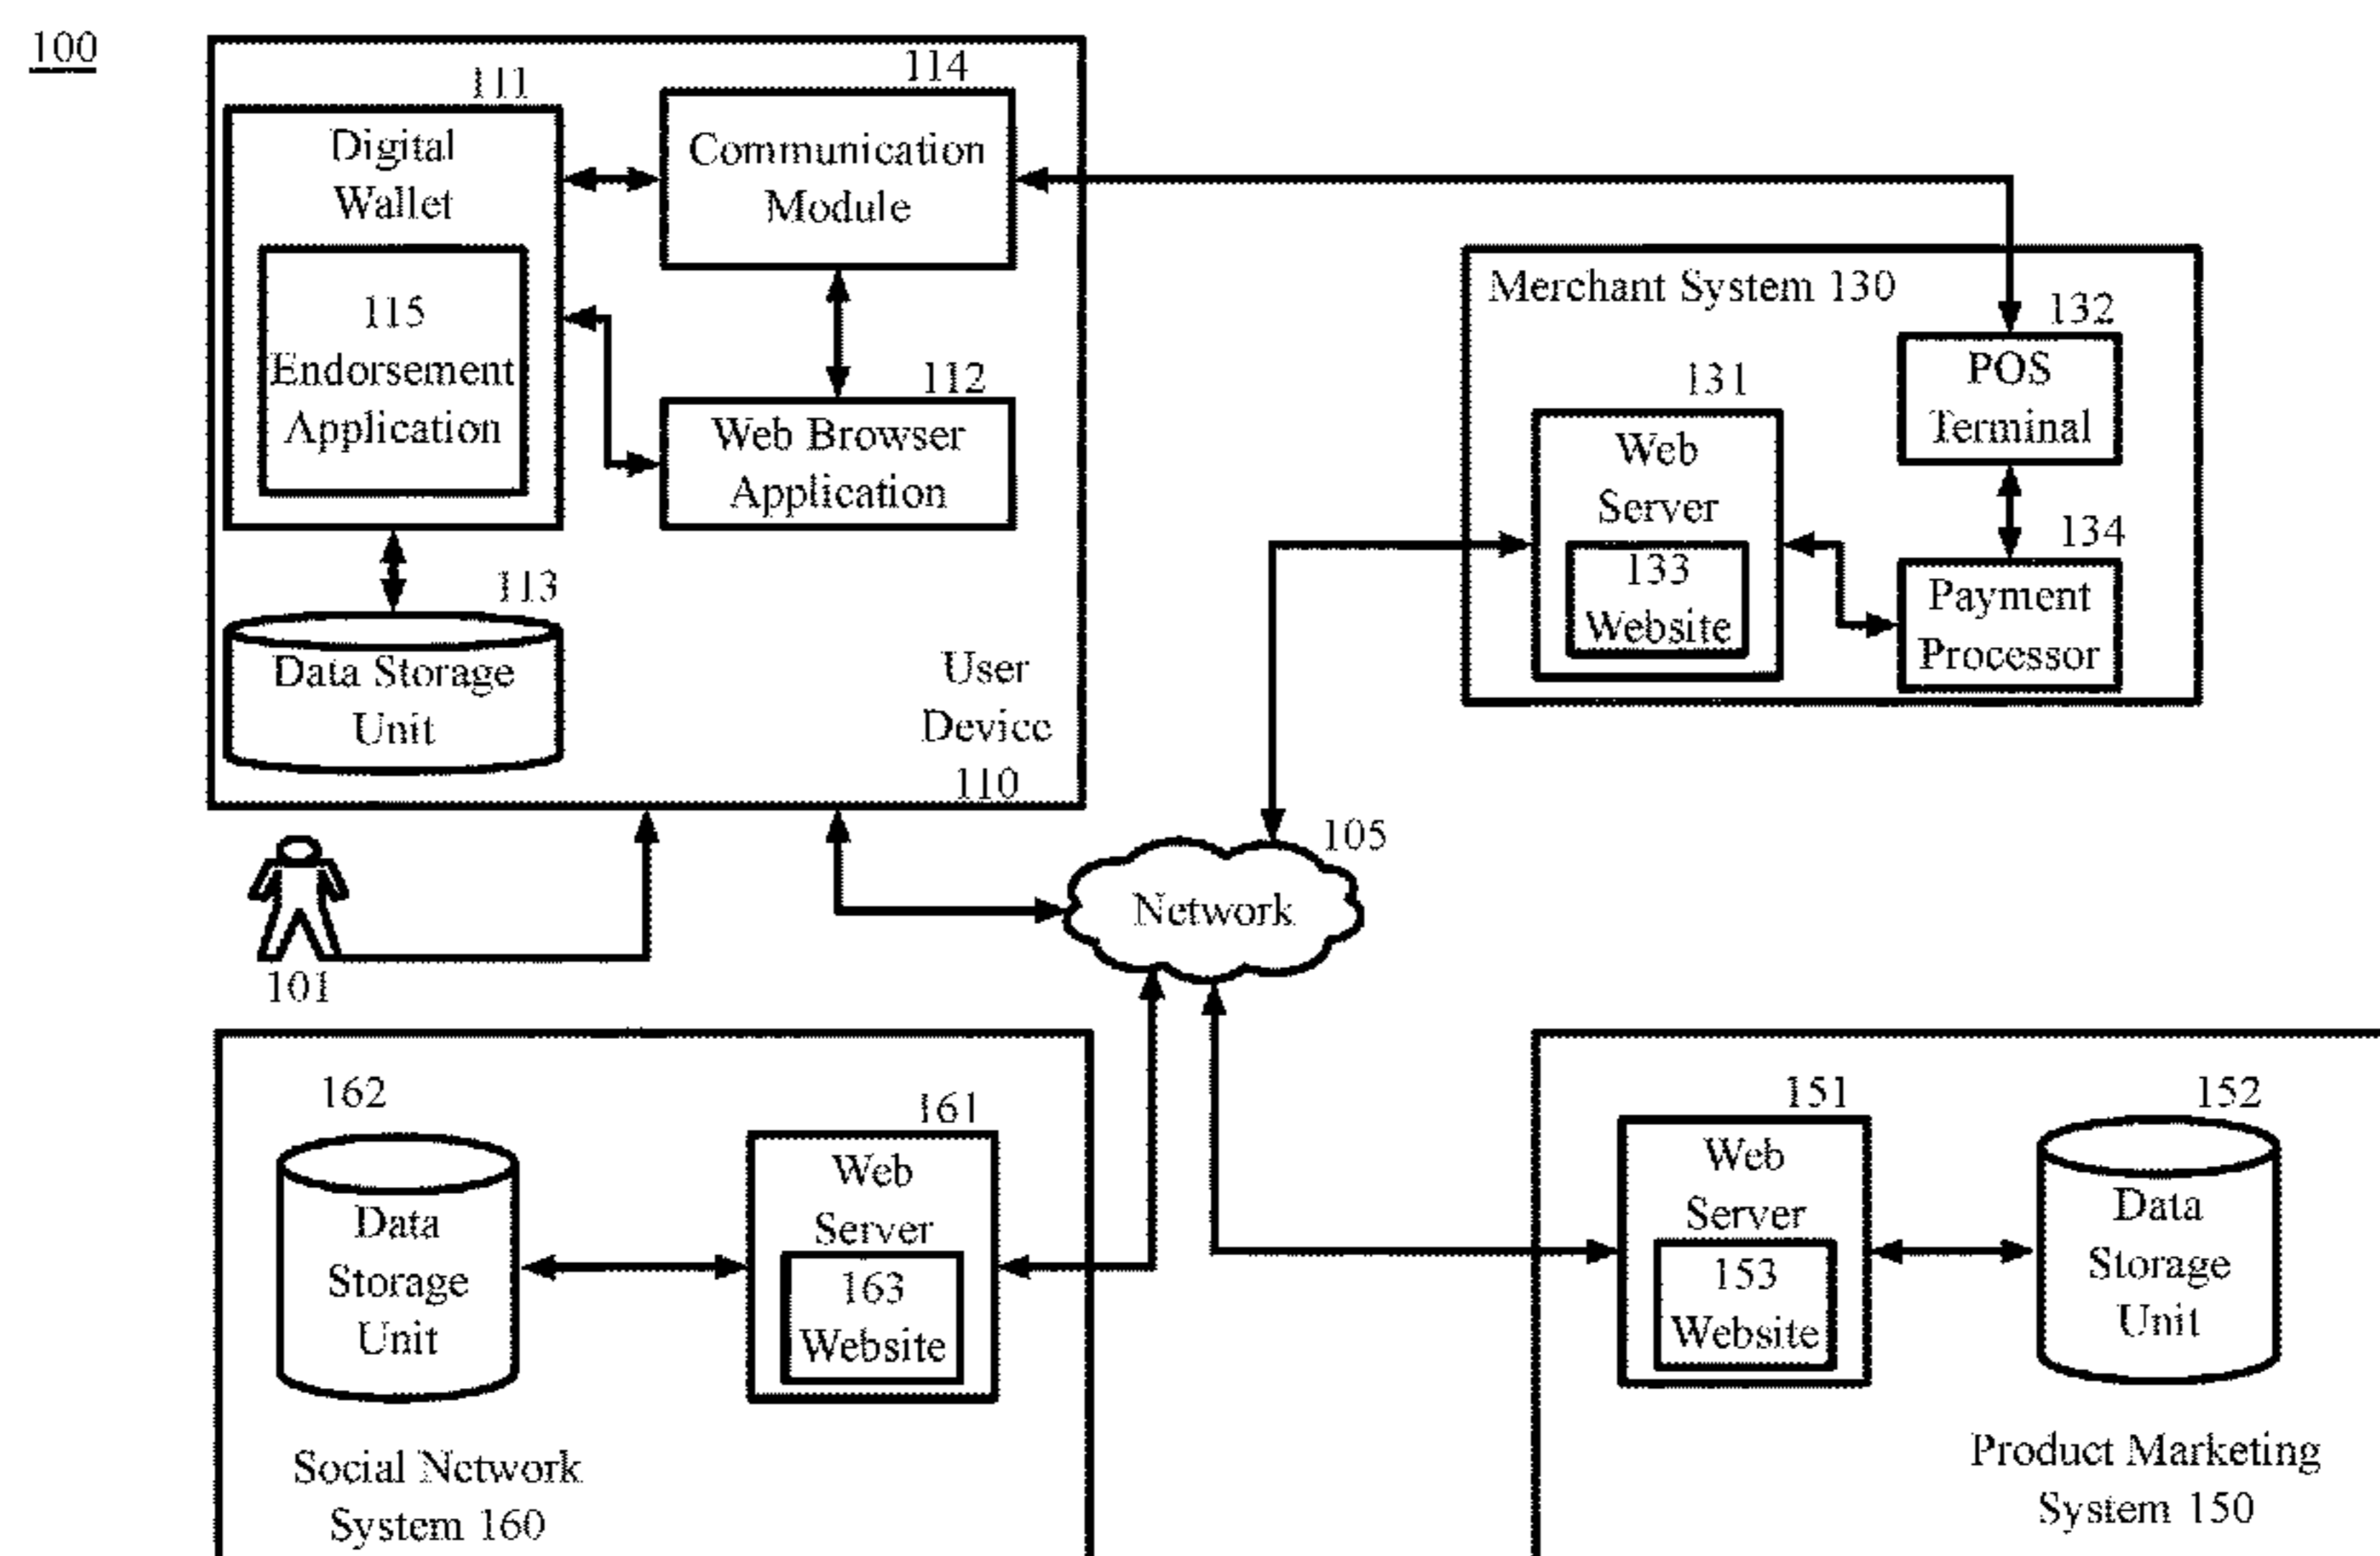 100
111
Digital
Wallet
115
Endorsement
Application
114
Communication
Module
112
Web Browser
Application
113
Data Storage
Unit
User
Device
110
Merchant System 130
132
POS
Terminal
131
Web
Server
133
Website
134
Payment
Processor
101
105
Network
162
Data
Storage
Unit
161
Web
Server
163
Website
Social Network
System 160
151
Web
Server
153
Website
152
Data
Storage
Unit
Product Marketing
System 150